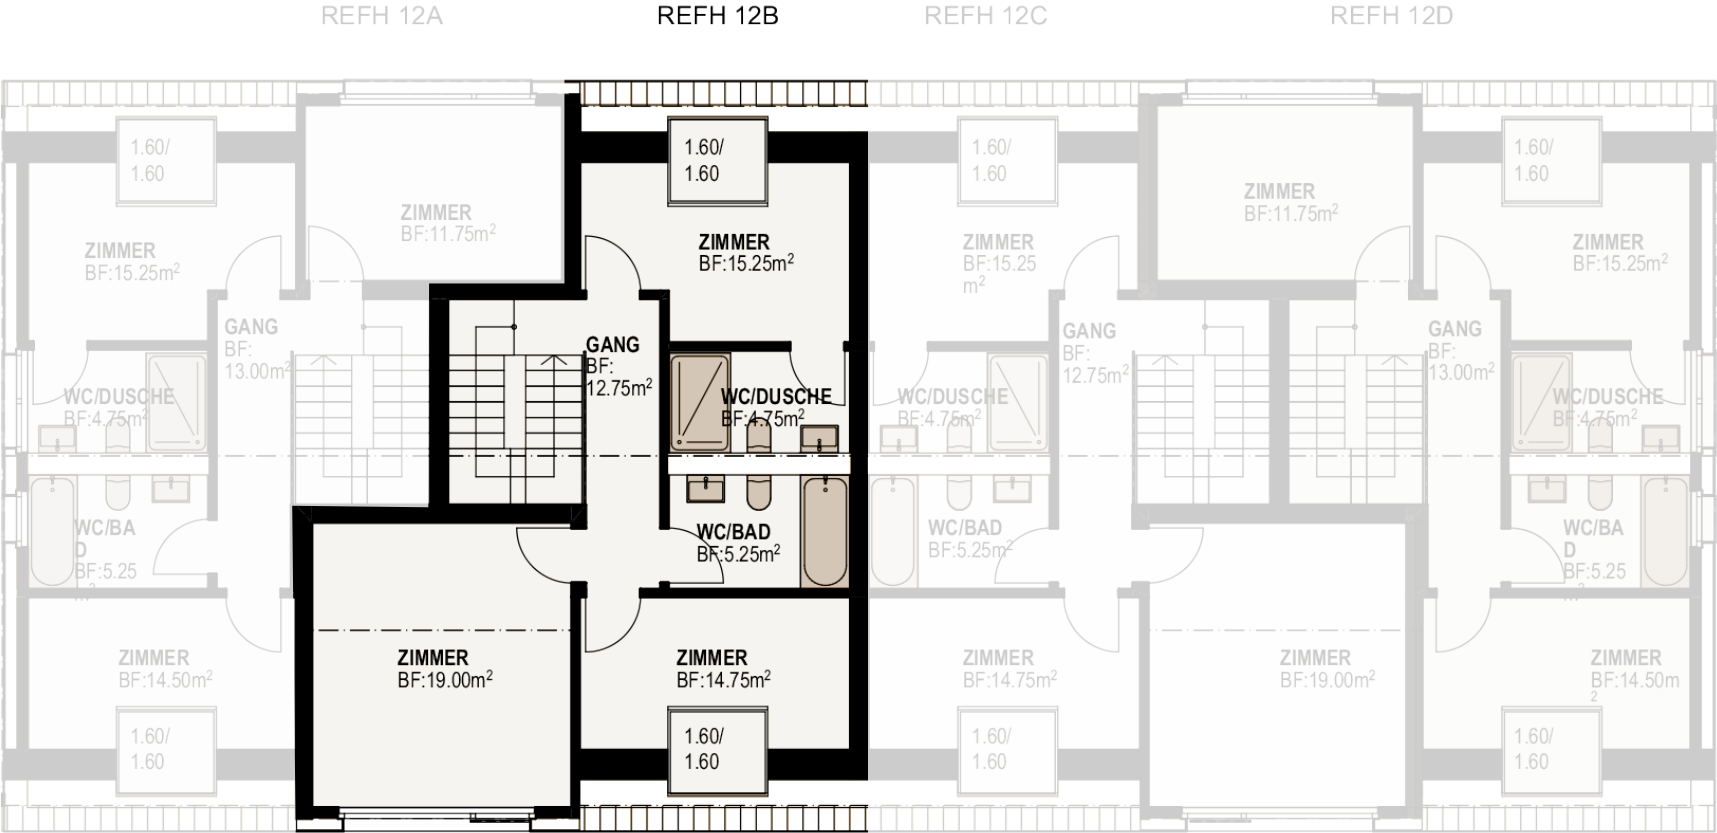 REFH 12A
REFH 12B
REFH 12C
REFH 12D
1.60/
1.60
ZIMMER
BF:15.25m²
ZIMMER
BF:11.75m²
GANG
BF:
13.00m²
WC/DUSCHE
BF:4.75m²
WC/BA
D
BF:5.25
ZIMMER
BF:14.50m²
1.60/
1.60
1.60/
1.60
ZIMMER
BF:15.25m²
GANG
BF:
12.75m²
WC/DUSCHE
BF:4.75m²
WC/BAD
BF:5.25m²
ZIMMER
BF:19.00m²
ZIMMER
BF:14.75m²
1.60/
1.60
1.60/
1.60
ZIMMER
BF:15.25
m²
GANG
BF:
12.75m²
WC/DUSCHE
BF:4.75m²
WC/BAD
BF:5.25m²
ZIMMER
BF:14.75m²
1.60/
1.60
ZIMMER
BF:11.75m²
ZIMMER
BF:19.00m²
1.60/
1.60
ZIMMER
BF:15.25m²
GANG
BF:
13.00m²
WC/DUSCHE
BF:4.75m²
WC/BA
D
BF:5.25
ZIMMER
BF:14.50m
2
1.60/
1.60